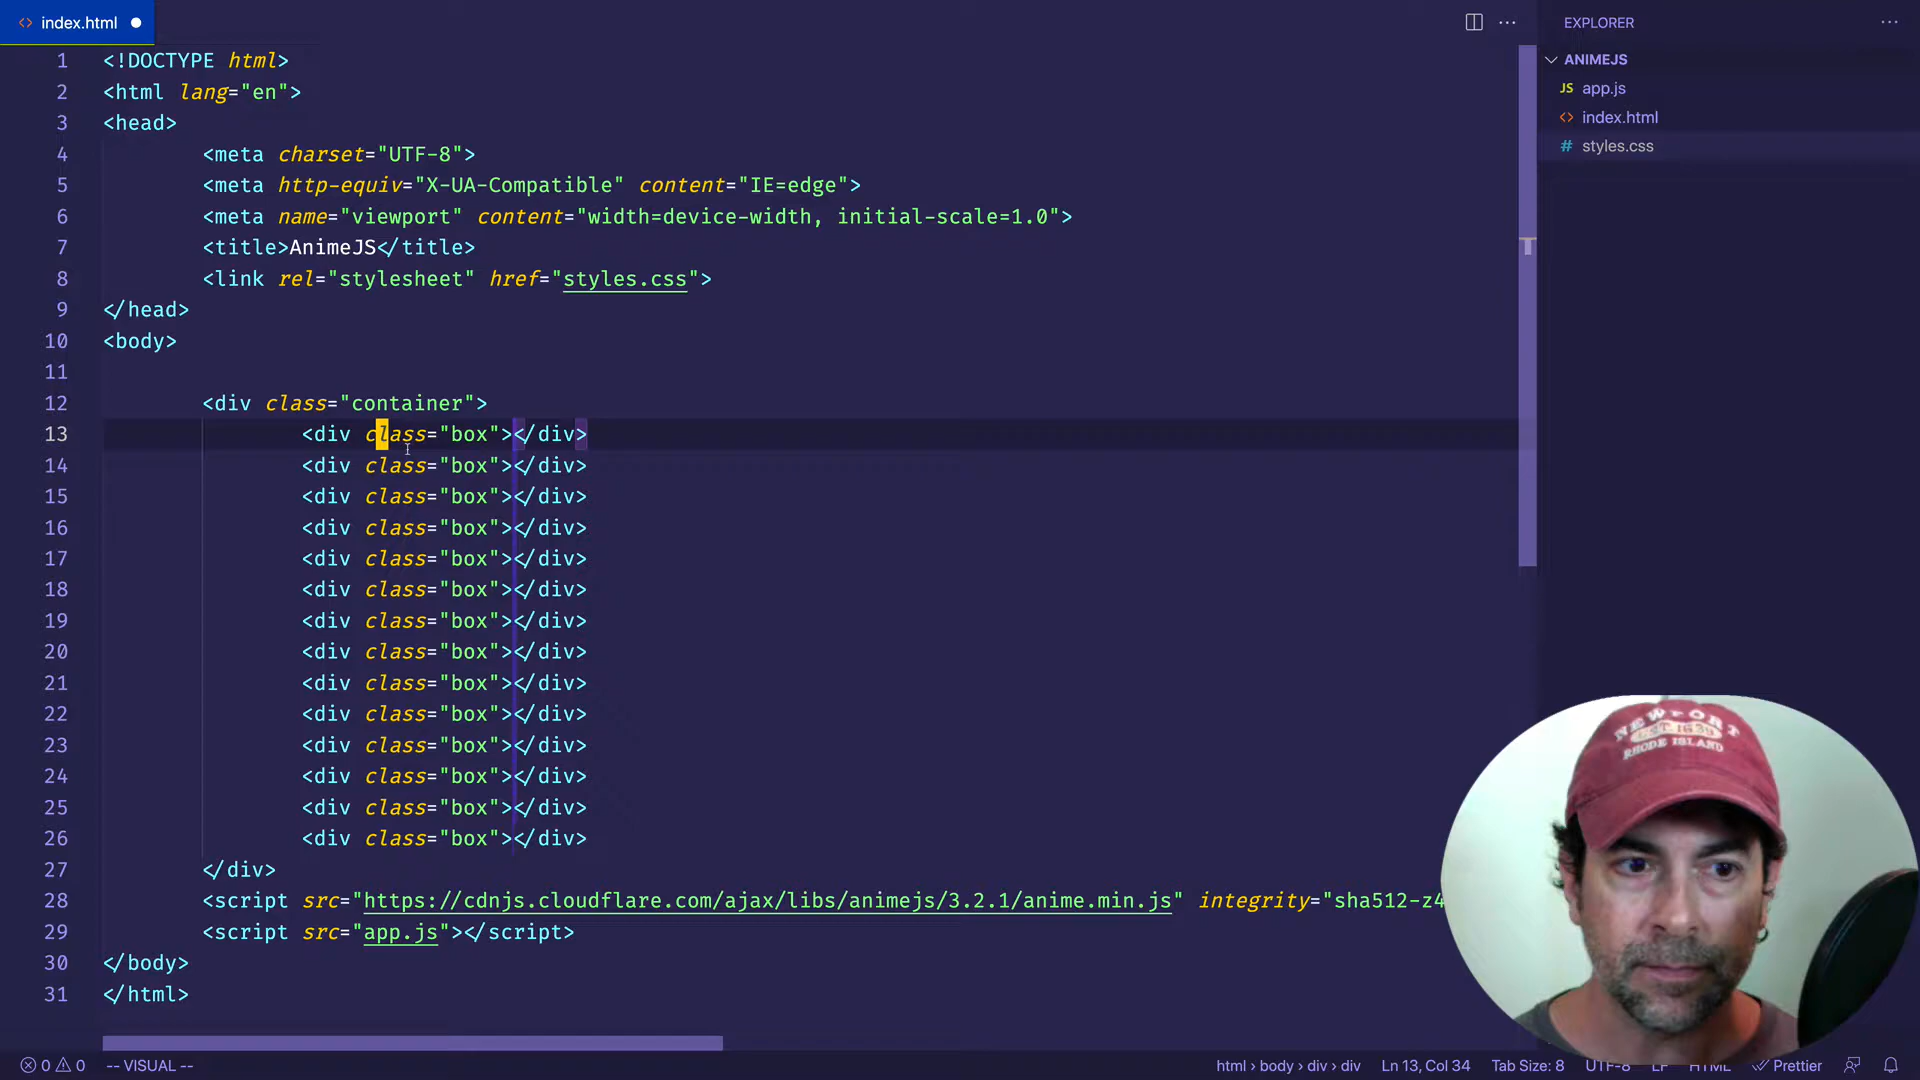 index.html
EXPLORER
1 <!DOCTYPE html>
ANIMEJS
2 <html lang="en">
JS app.js
3 <head>
index.html
4 <meta charset="UTF-8">
# styles.css
5 <meta http-equiv="X-UA-Compatible" content="IE=edge">
6 <meta name="viewport" content="width=device-width, initial-scale=1.0">
7 <title>AnimeJS</title>
8 <link rel="stylesheet" href="styles.css">
9 </head>
10 <body>
11
12 <div class="container">
13 <div class="box"></div>
14 <div class="box"></div>
15 <div class="box"></div>
16 <div class="box"></div>
17 <div class="box"></div>
18 <div class="box"></div>
19 <div class="box"></div>
20 <div class="box"></div>
21 <div class="box"></div>
22 <div class="box"></div>
23 <div class="box"></div>
24 <div class="box"></div>
25 <div class="box"></div>
26 <div class="box"></div>
27 </div>
28 <script src="https://cdnjs.cloudflare.com/ajax/libs/animejs/3.2.1/anime.min.js" integrity="sha512-z4
29 <script src="app.js"></script>
30 </body>
31 </html>
NEWPORT
EST. 1639
RHODE ISLAND
0 0 -- VISUAL -- html › body › div › div Ln 13, Col 34 Tab Size: 8 UTF-8 LF HTML Prettier